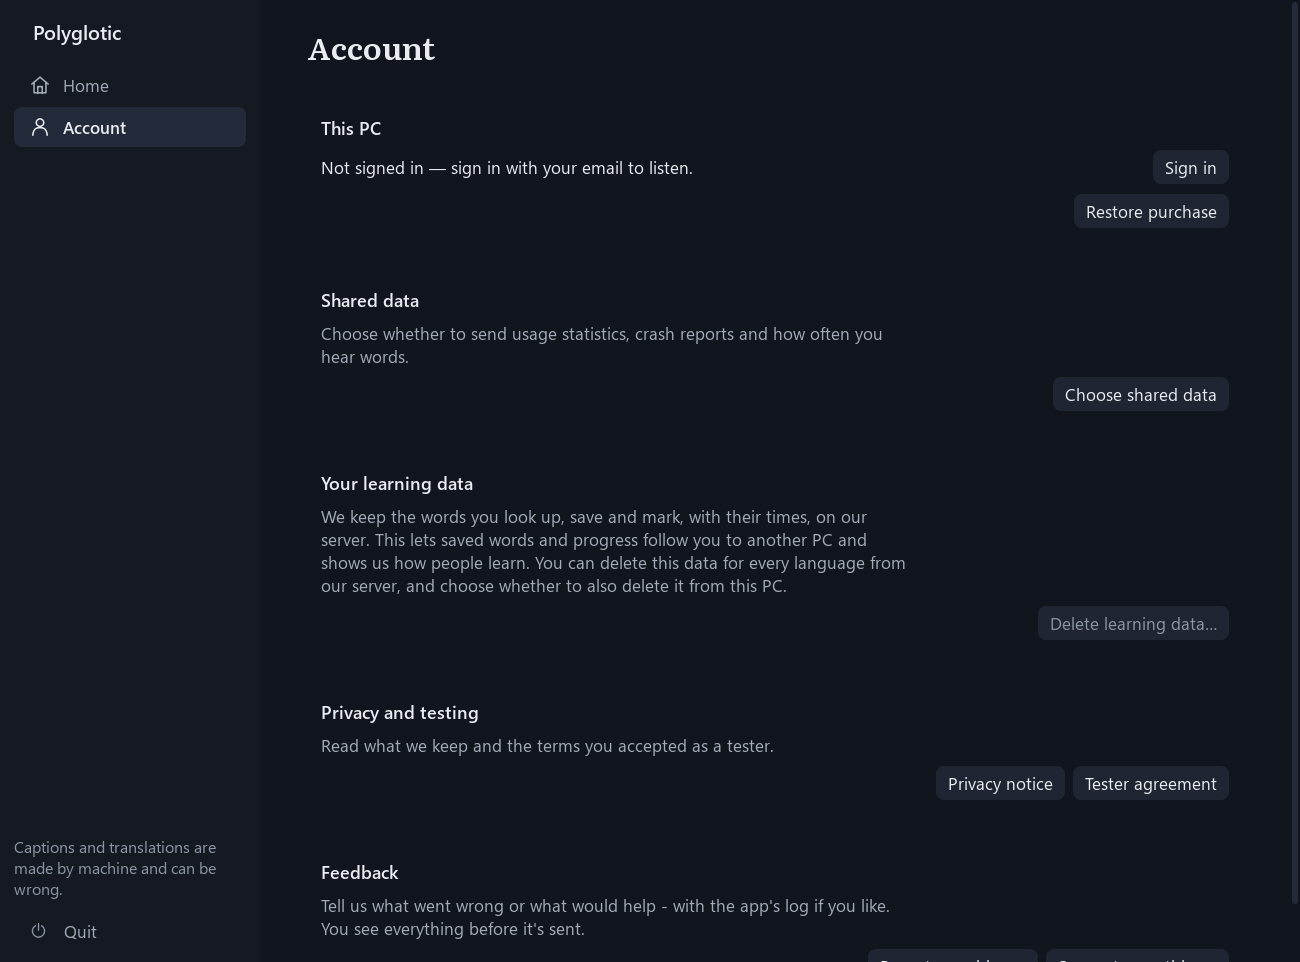 Polyglotic
Home
Account
Captions and translations are
made by machine and can be
wrong.
Quit
Account
This PC
Not signed in — sign in with your email to listen.
Sign in
Restore purchase
Shared data
Choose whether to send usage statistics, crash reports and how often you
hear words.
Choose shared data
Your learning data
We keep the words you look up, save and mark, with their times, on our
server. This lets saved words and progress follow you to another PC and
shows us how people learn. You can delete this data for every language from
our server, and choose whether to also delete it from this PC.
Delete learning data…
Privacy and testing
Read what we keep and the terms you accepted as a tester.
Privacy notice
Tester agreement
Feedback
Tell us what went wrong or what would help - with the app's log if you like.
You see everything before it's sent.